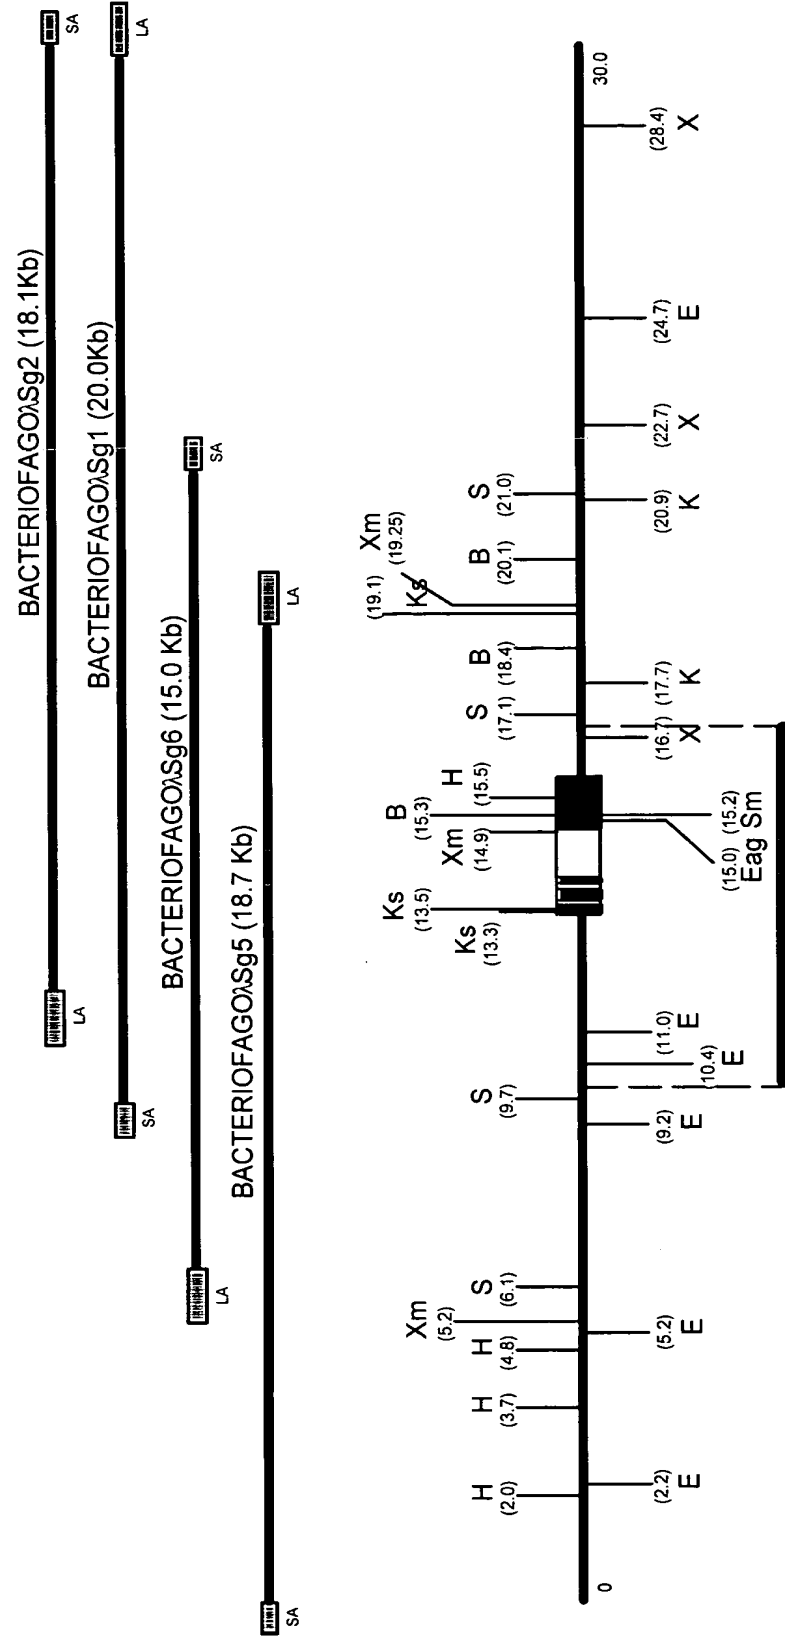 SA
BACTERIOFAGOλSg2 (18.1Kb)
LA
LA
BACTERIOFAGOλSg1 (20.0Kb)
SA
SA
BACTERIOFAGOλSg6 (15.0 Kb)
LA
LA
BACTERIOFAGOλSg5 (18.7 Kb)
SA
H
(2.0)
H
(3.7)
H
(4.8)
Xm
(5.2)
S
(6.1)
S
(9.7)
Ks
(13.3)
Ks
(13.5)
Xm
(14.9)
B
(15.3)
H
(15.5)
S
(17.1)
B
(18.4)
(19.1)
Ks
Xm
(19.25)
B
(20.1)
S
(21.0)
0
30.0
(2.2)
E
(5.2)
E
(9.2)
E
(10.4)
E
(11.0)
E
(15.0) (15.2)
Eag Sm
(16.7)
X
(17.7)
K
(20.9)
K
(22.7)
X
(24.7)
E
(28.4)
X